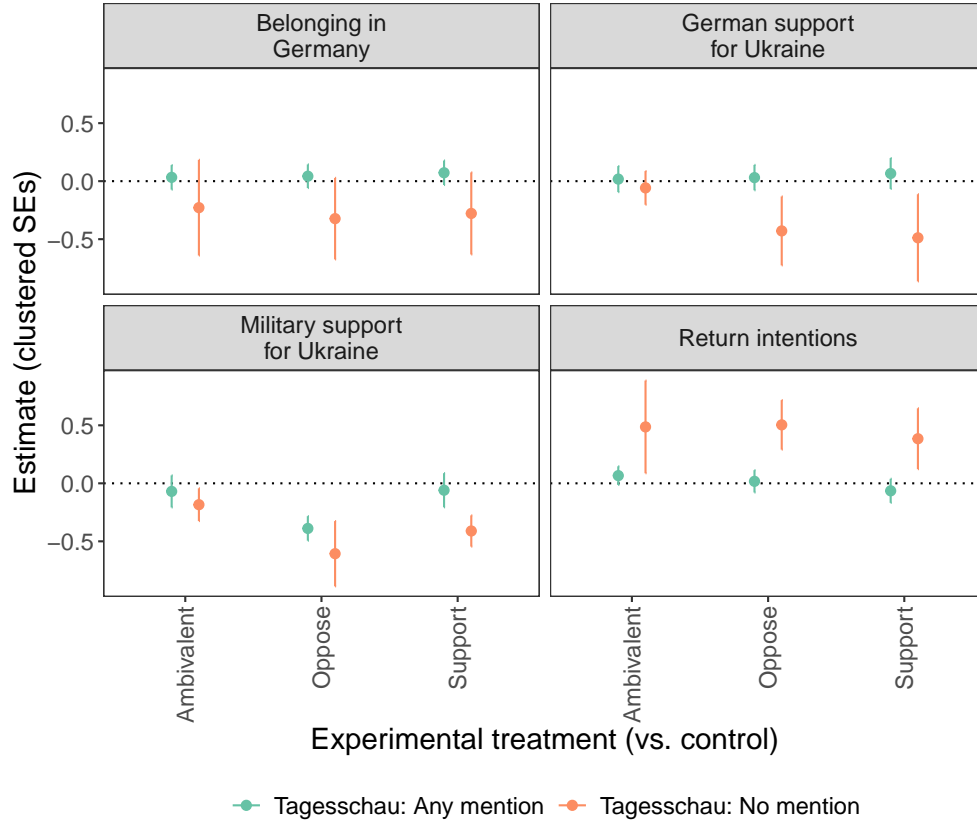 Belonging in
Germany
German support
for Ukraine
0.5
0.0
−0.5
Military support
for Ukraine
Return intentions
0.5
0.0
−0.5
Estimate (clustered SEs)
Ambivalent
Oppose
Support
Ambivalent
Oppose
Support
Experimental treatment (vs. control)
Tagesschau: Any mention
Tagesschau: No mention